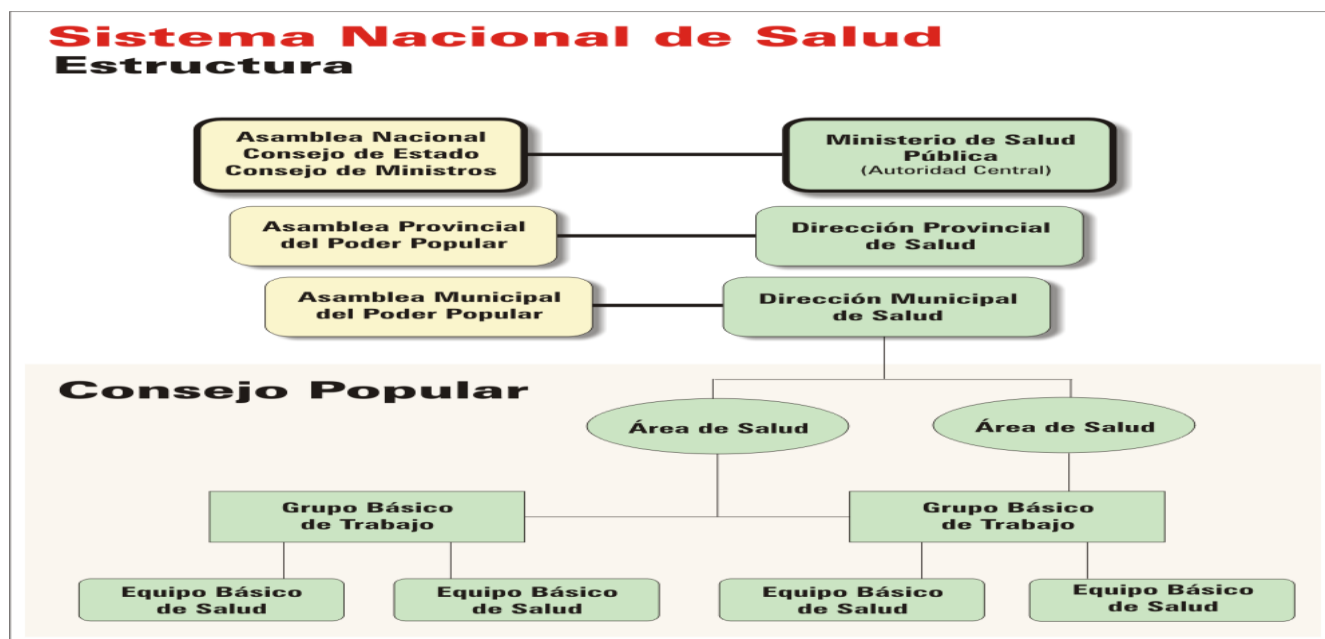 Sistema Nacional de Salud
Estructura
Asamblea Nacional
Consejo de Estado
Consejo de Ministros
Ministerio de Salud
Pública
(Autoridad Central)
Asamblea Provincial
del Poder Popular
Dirección Provincial
de Salud
Asamblea Municipal
del Poder Popular
Dirección Municipal
de Salud
Consejo Popular
Área de Salud
Área de Salud
Grupo Básico
de Trabajo
Grupo Básico
de Trabajo
Equipo Básico
de Salud
Equipo Básico
de Salud
Equipo Básico
de Salud
Equipo Básico
de Salud